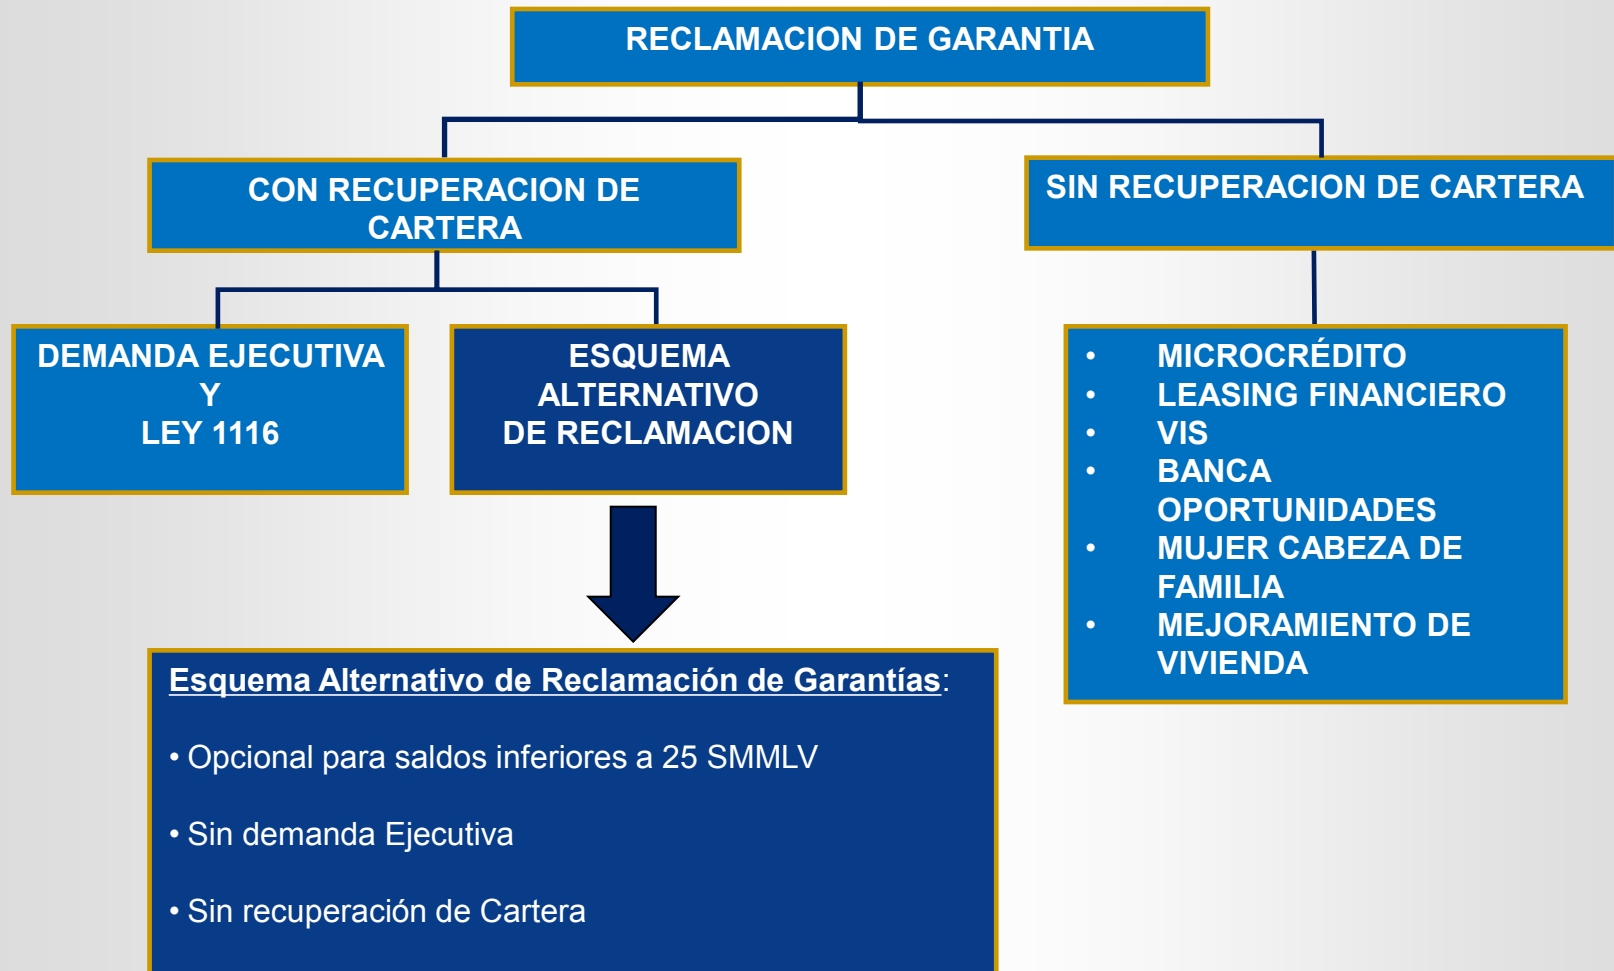 RECLAMACION DE GARANTIA
CON RECUPERACION DE
CARTERA
SIN RECUPERACION DE CARTERA
DEMANDA EJECUTIVA
Y
LEY 1116
ESQUEMA
ALTERNATIVO
DE RECLAMACION
• MICROCRÉDITO
• LEASING FINANCIERO
• VIS
• BANCA
OPORTUNIDADES
• MUJER CABEZA DE
FAMILIA
• MEJORAMIENTO DE
VIVIENDA
Esquema Alternativo de Reclamación de Garantías:
• Opcional para saldos inferiores a 25 SMMLV
• Sin demanda Ejecutiva
• Sin recuperación de Cartera